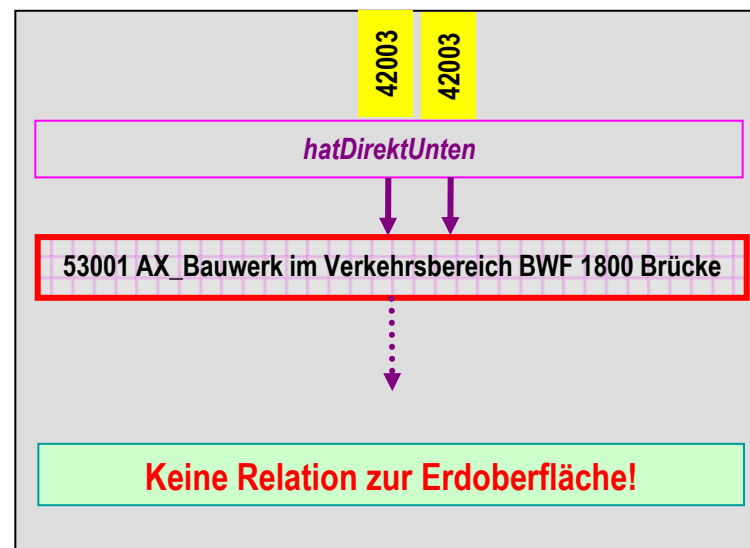 42003
42003
hatDirektUnten
53001 AX_Bauwerk im Verkehrsbereich BWF 1800 Brücke
Keine Relation zur Erdoberfläche!